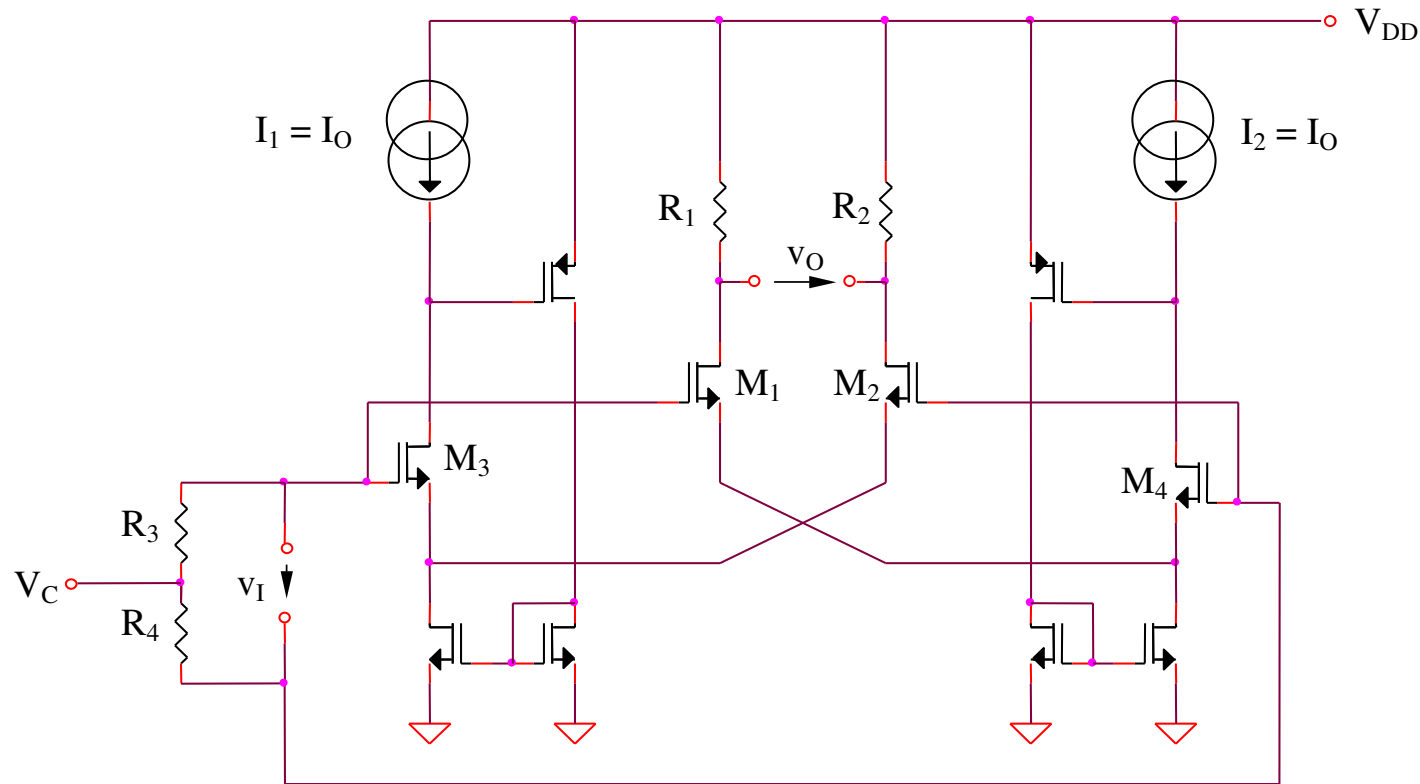 V_DD
I_1 = I_O
I_2 = I_O
R_1
R_2
v_O
M_1
M_2
M_3
M_4
R_3
V_C
v_I
R_4